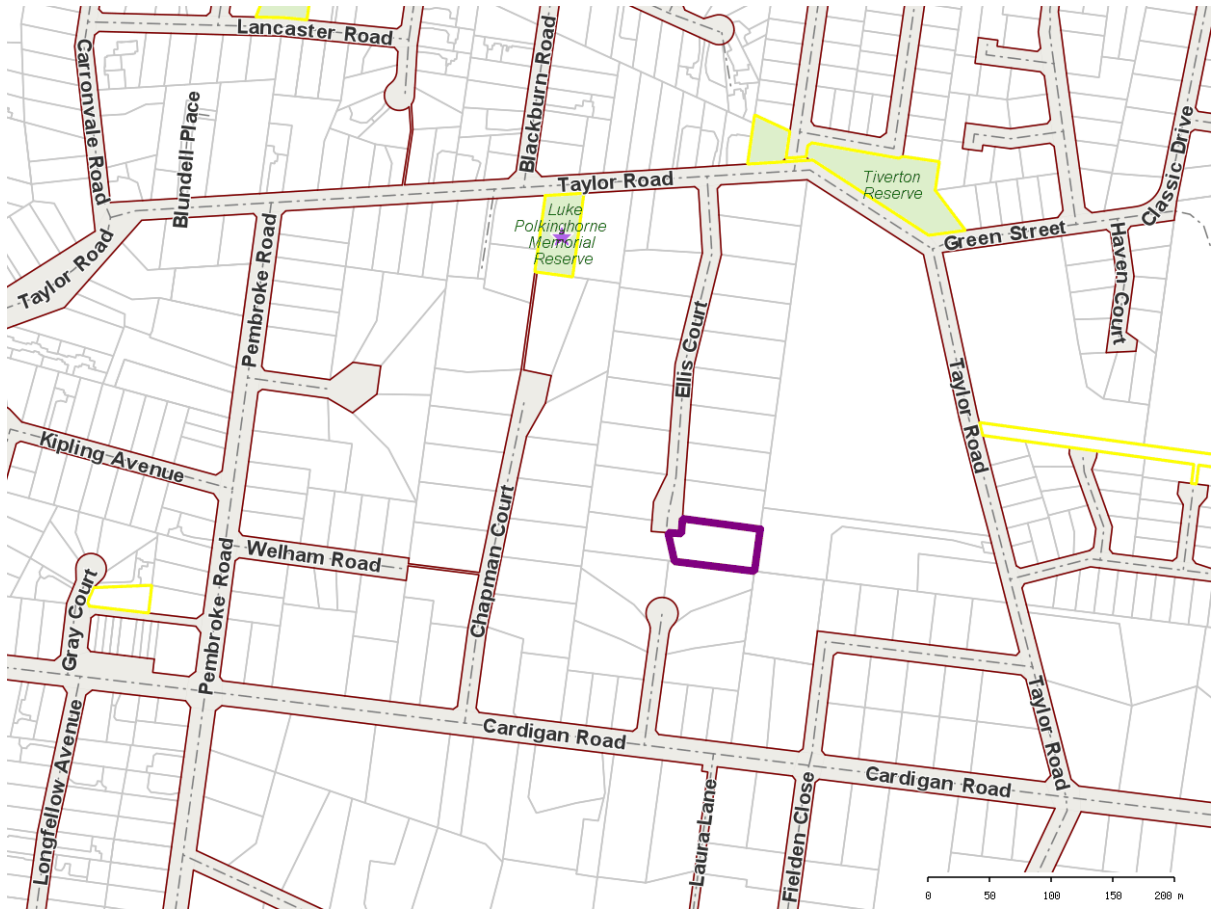 Lancaster Road
Blackburn Road
Carronvale Road
Blundell Place
Classic Drive
Taylor Road
Tiverton
Reserve
Luke
Polkinghorne
Memorial
Reserve
Green Street
Haven Court
Taylor Road
Pembroke Road
Ellis Court
Taylor Road
Kipling Avenue
Chapman Court
Welham Road
Gray Court
Pembroke Road
Taylor Road
Cardigan Road
Longfellow Avenue
Cardigan Road
Laura Lane
Fielden Close
0 50 100 150 200 m